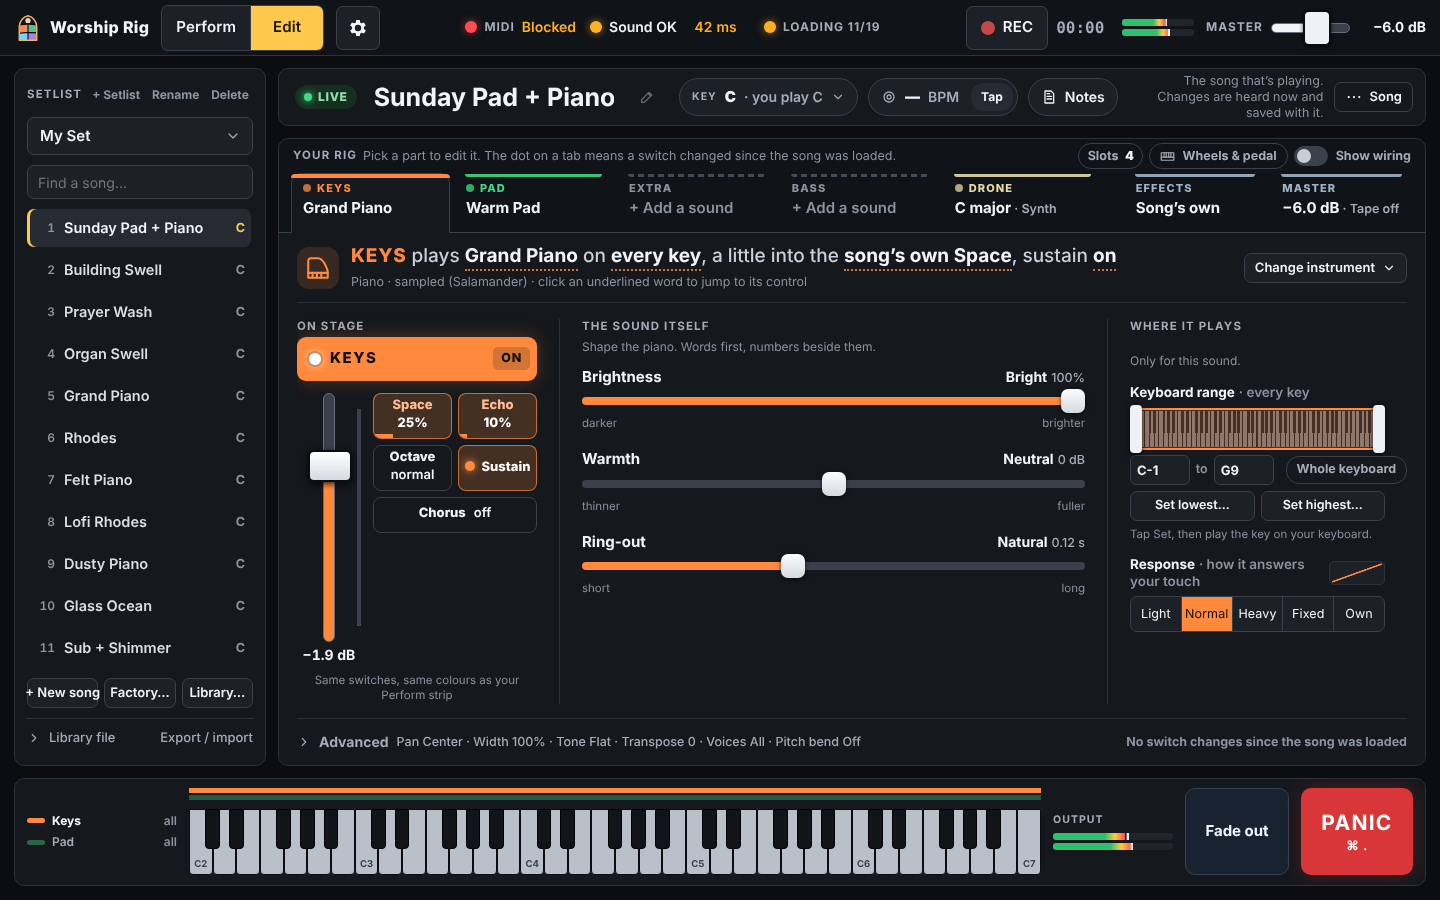 Worship Rig
Perform
Edit
MIDI Blocked
Sound OK
42 ms
LOADING 11/19
REC
00:00
MASTER
−6.0 dB
SETLIST
+ Setlist
Rename
Delete
My Set
Find a song...
1 Sunday Pad + Piano C
2 Building Swell C
3 Prayer Wash C
4 Organ Swell C
5 Grand Piano C
6 Rhodes C
7 Felt Piano C
8 Lofi Rhodes C
9 Dusty Piano C
10 Glass Ocean C
11 Sub + Shimmer C
+ New song
Factory...
Library...
Library file
Export / import
LIVE
Sunday Pad + Piano
KEY C · you play C
— BPM
Tap
Notes
The song that's playing.
Changes are heard now and
saved with it.
··· Song
YOUR RIG
Pick a part to edit it. The dot on a tab means a switch changed since the song was loaded.
Slots 4
Wheels & pedal
Show wiring
KEYS
Grand Piano
PAD
Warm Pad
EXTRA
+ Add a sound
BASS
+ Add a sound
DRONE
C major · Synth
EFFECTS
Song's own
MASTER
−6.0 dB · Tape off
KEYS plays Grand Piano on every key, a little into the song's own Space, sustain on
Piano · sampled (Salamander) · click an underlined word to jump to its control
Change instrument
ON STAGE
KEYS
ON
Space
25%
Echo
10%
Octave
normal
Sustain
Chorus off
−1.9 dB
Same switches, same colours as your
Perform strip
THE SOUND ITSELF
Shape the piano. Words first, numbers beside them.
Brightness
Bright 100%
darker
brighter
Warmth
Neutral 0 dB
thinner
fuller
Ring-out
Natural 0.12 s
short
long
WHERE IT PLAYS
Only for this sound.
Keyboard range · every key
C-1
to
G9
Whole keyboard
Set lowest...
Set highest...
Tap Set, then play the key on your keyboard.
Response · how it answers
your touch
Light
Normal
Heavy
Fixed
Own
Advanced
Pan Center · Width 100% · Tone Flat · Transpose 0 · Voices All · Pitch bend Off
No switch changes since the song was loaded
Keys all
Pad all
C2
C3
C4
C5
C6
C7
OUTPUT
Fade out
PANIC
⌘ .